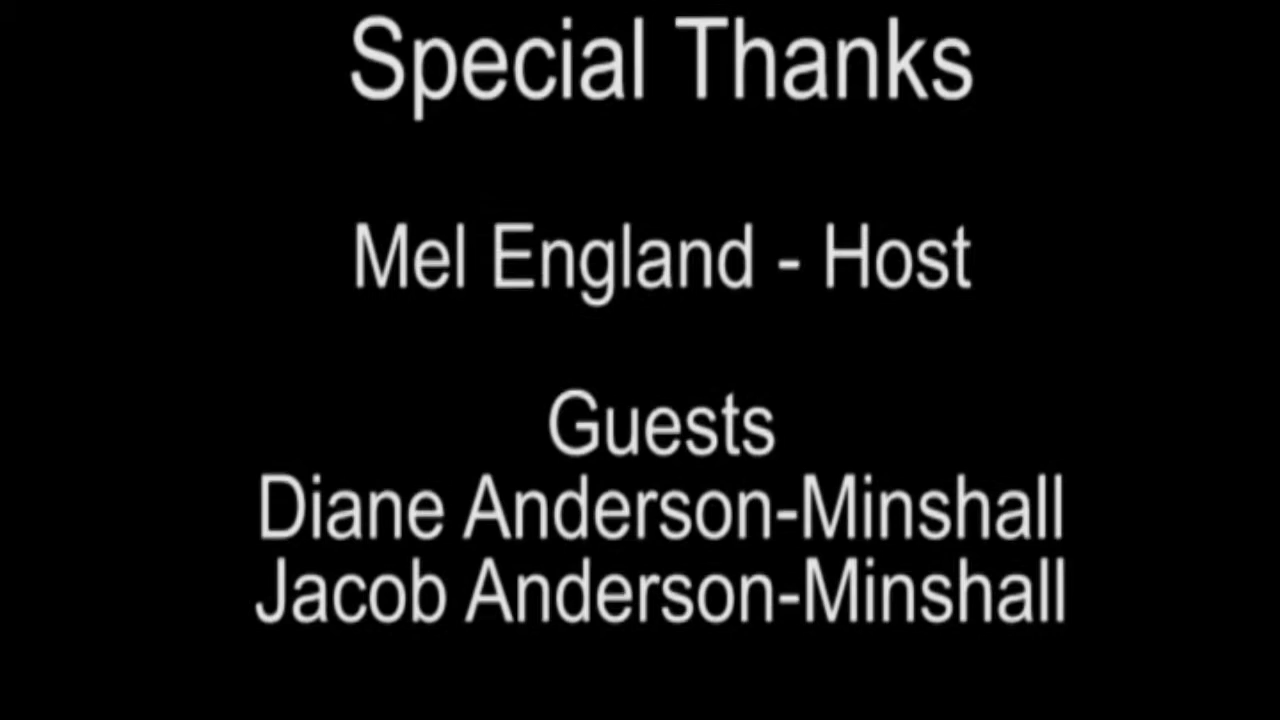 Special Thanks
Mel England - Host
Guests
Diane Anderson-Minshall
Jacob Anderson-Minshall